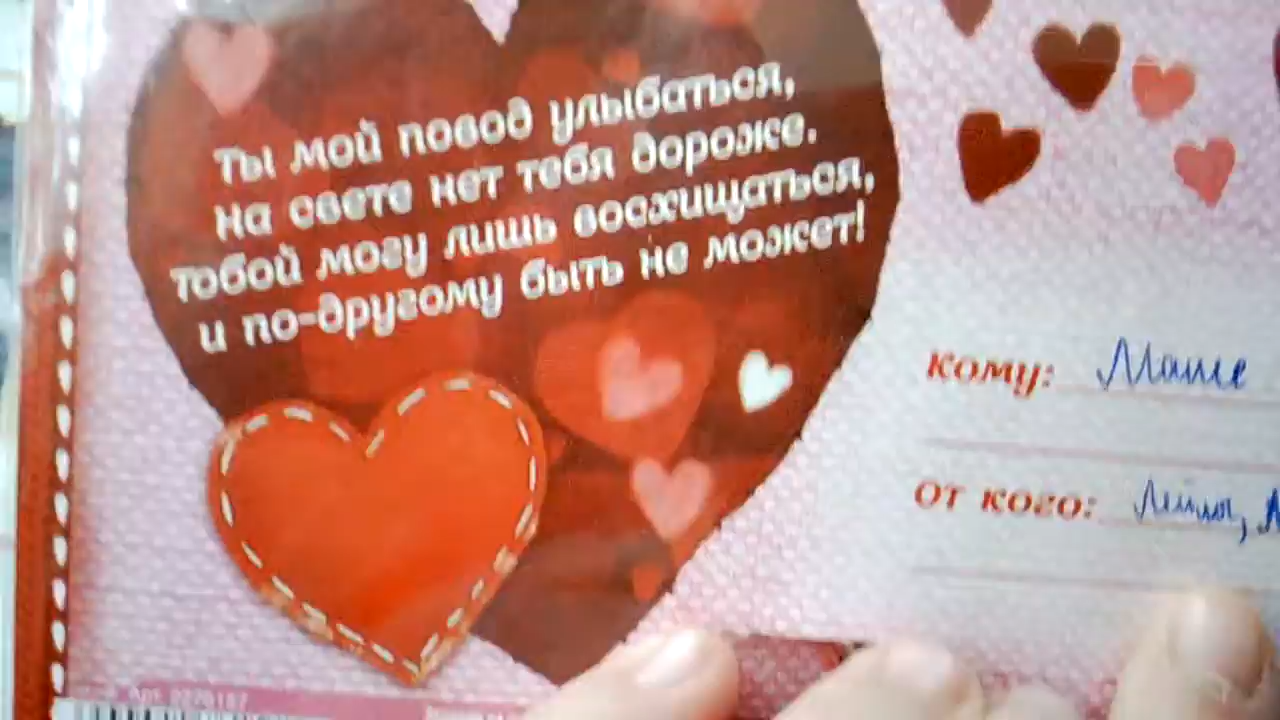 Ты мой повод улыбаться,
на свете нет тебя дороже.
Тобой могу лишь восхищаться,
и по-другому быть не может!
кому: Маше
от кого: